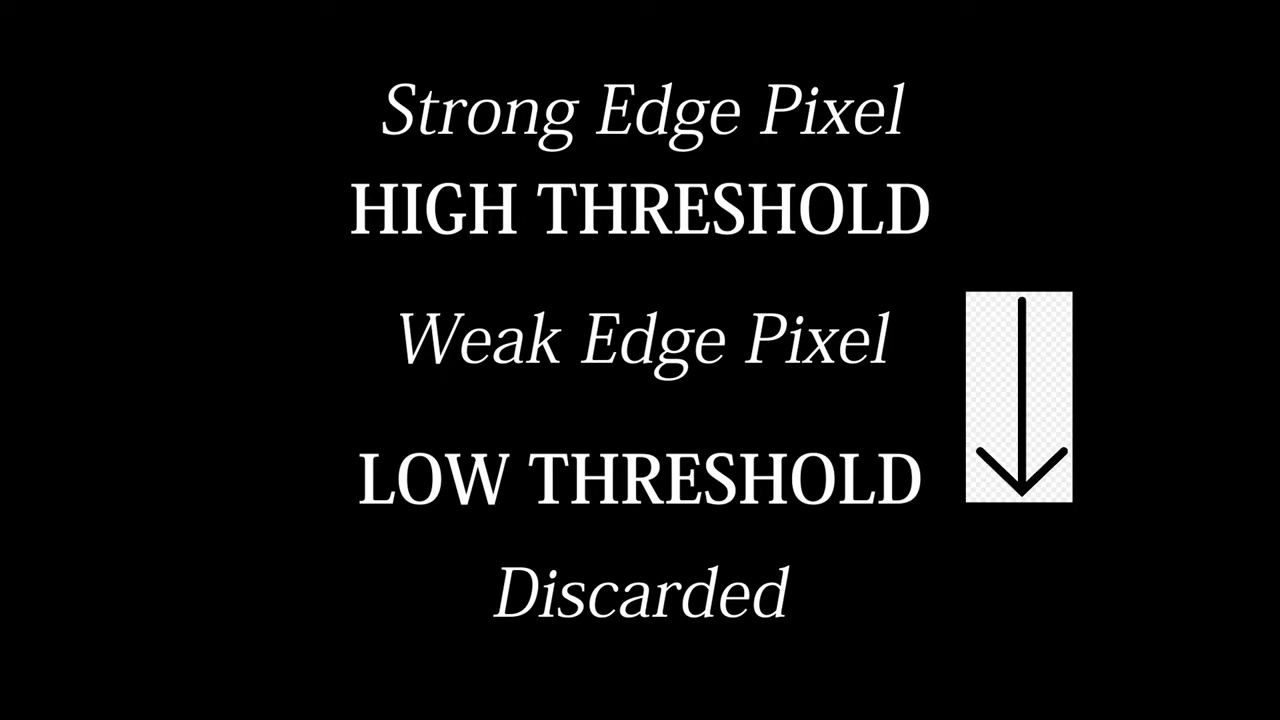 Strong Edge Pixel
HIGH THRESHOLD
Weak Edge Pixel
LOW THRESHOLD
Discarded